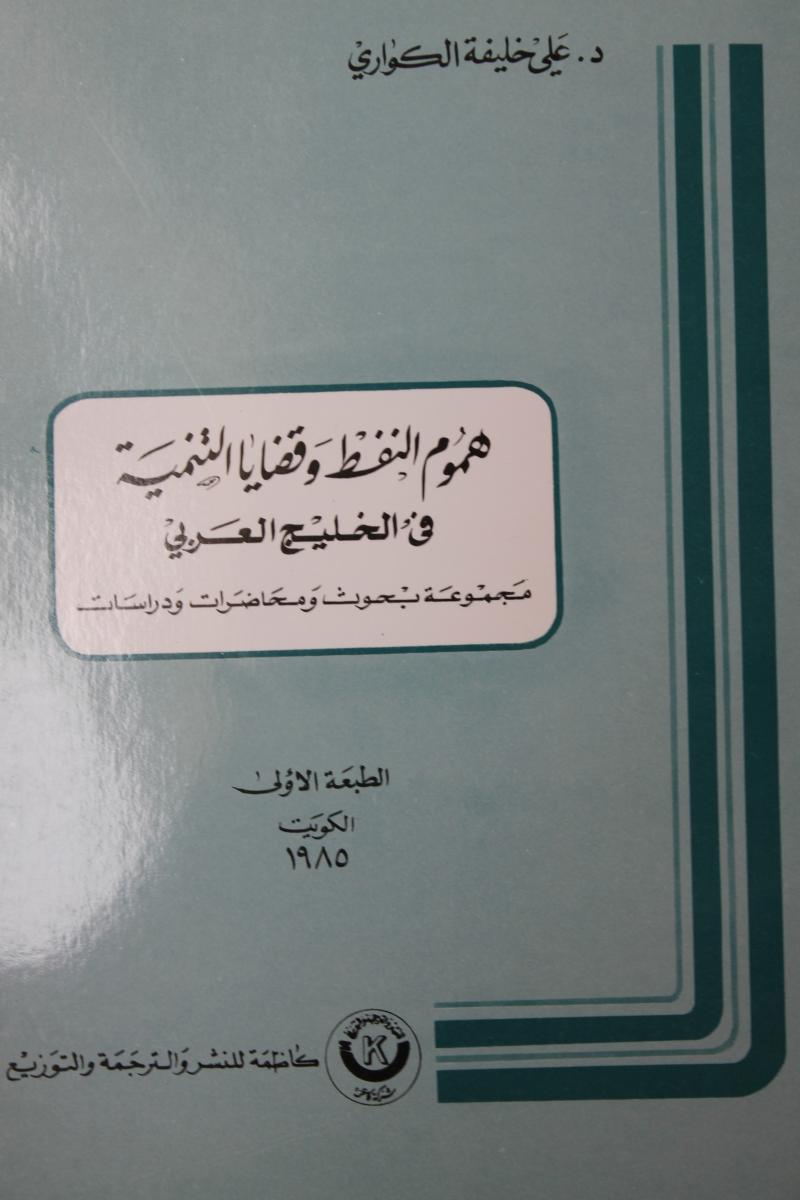 د. علي خليفة الكواري
هموم النفط وقضايا التنمية
في الخليج العربي
مجموعة بحوث ومحاضرات ودراسات
الطبعة الأولى
الكويت
١٩٨٥
K
كاظمة للنشر والترجمة والتوزيع